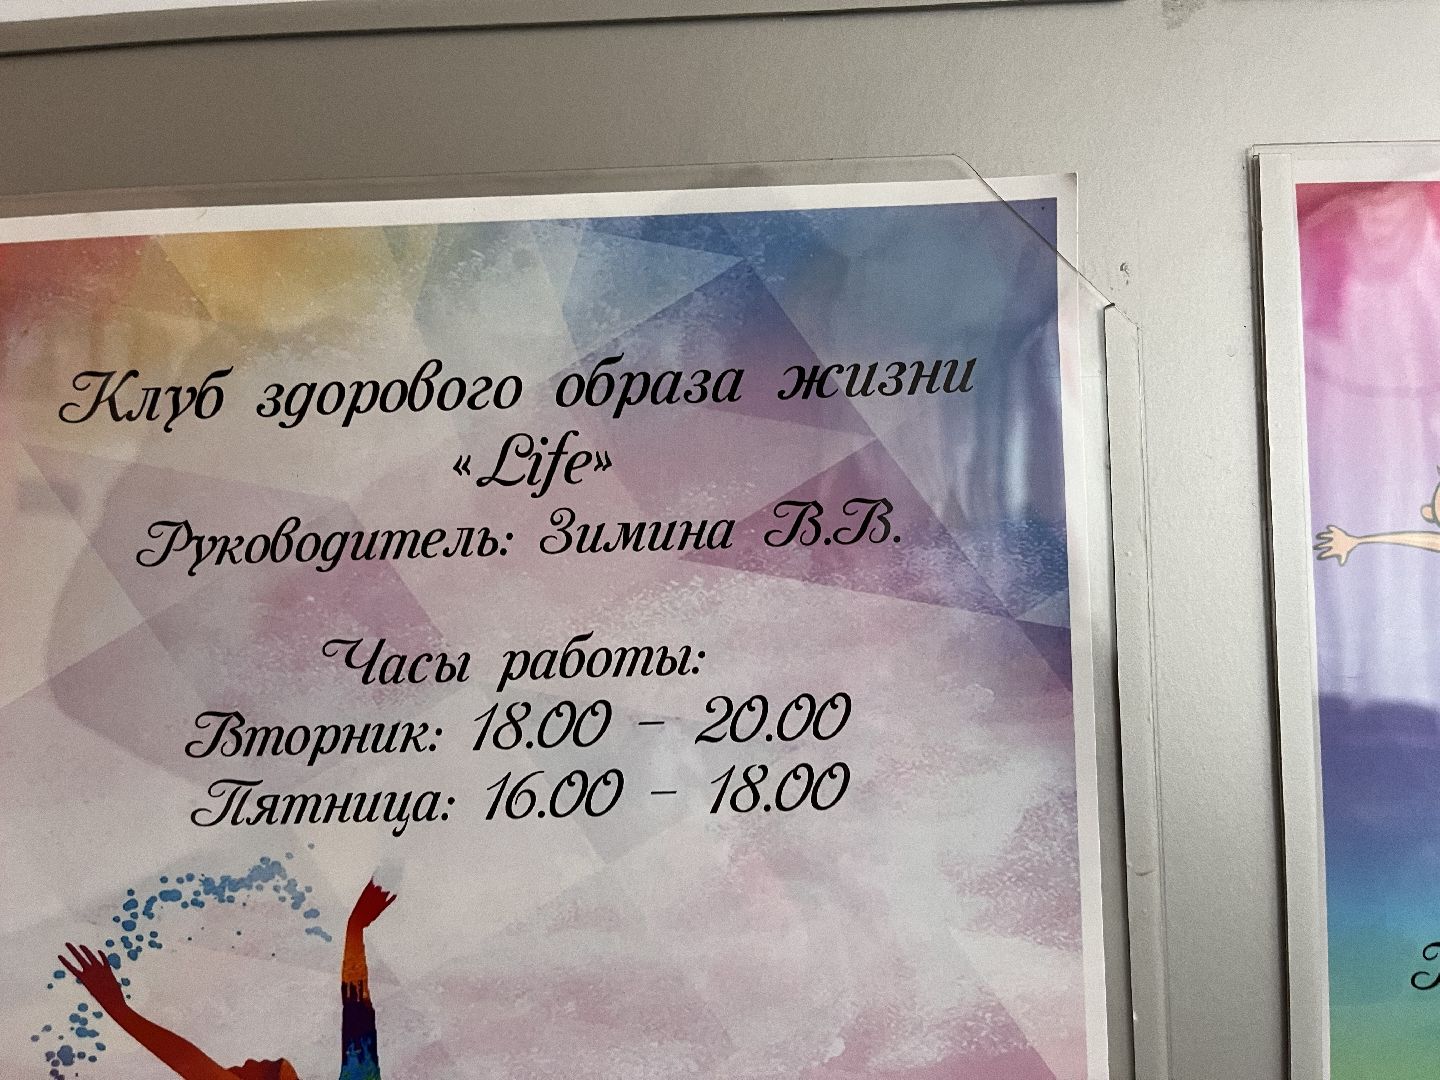 Клуб здорового образа жизни
«Life»
Руководитель: Зимина В.В.
Часы работы:
Вторник: 18.00 – 20.00
Пятница: 16.00 – 18.00